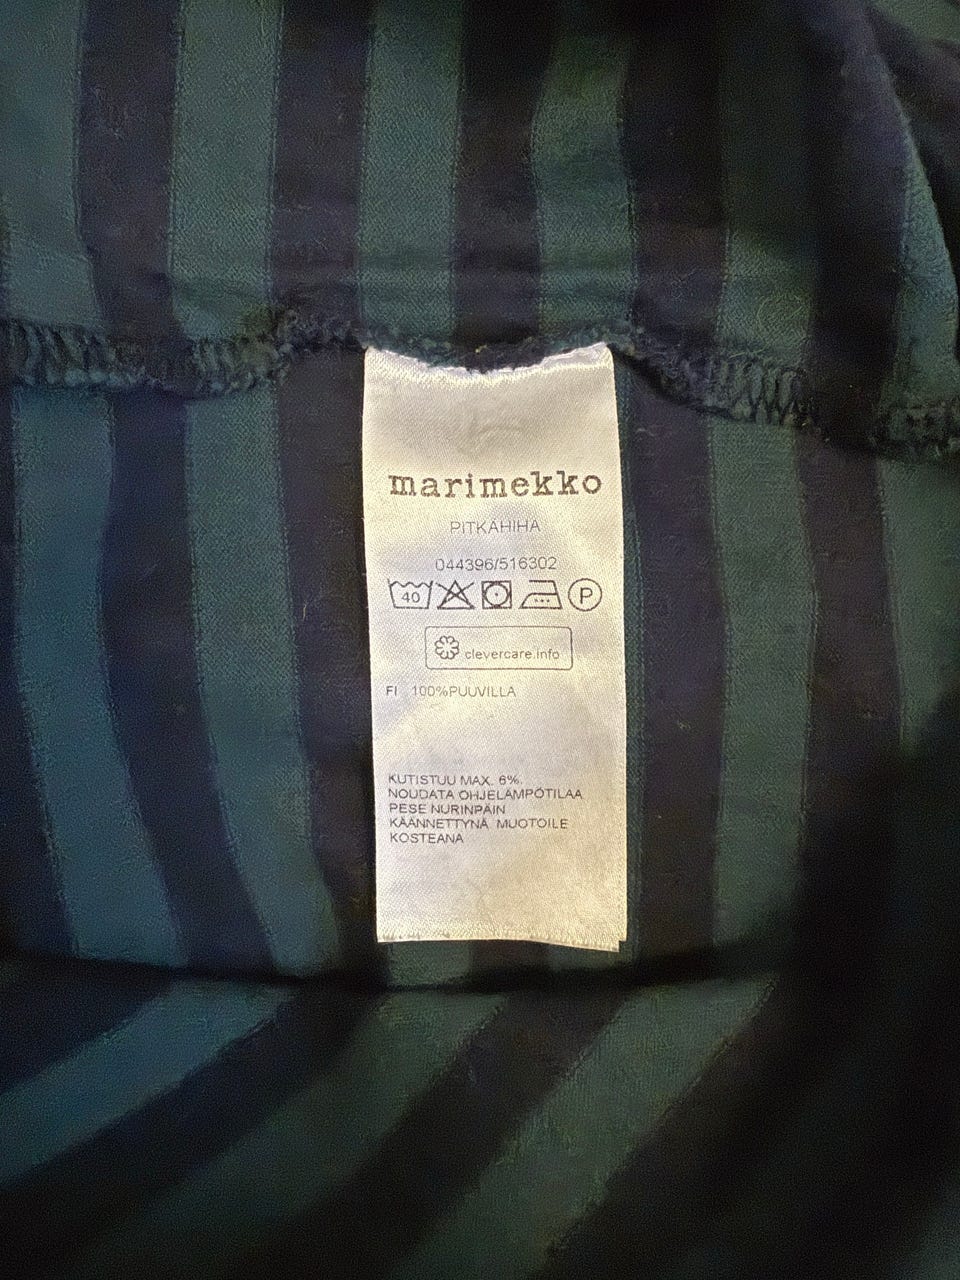 marimekko
PITKÄHIHA
044396/516302
40 P
clevercare.info
FI 100%PUUVILLA
KUTISTUU MAX. 6%.
NOUDATA OHJELÄMPÖTILAA
PESE NURINPÄIN
KÄÄNNETTYNÄ. MUOTOILE
KOSTEANA